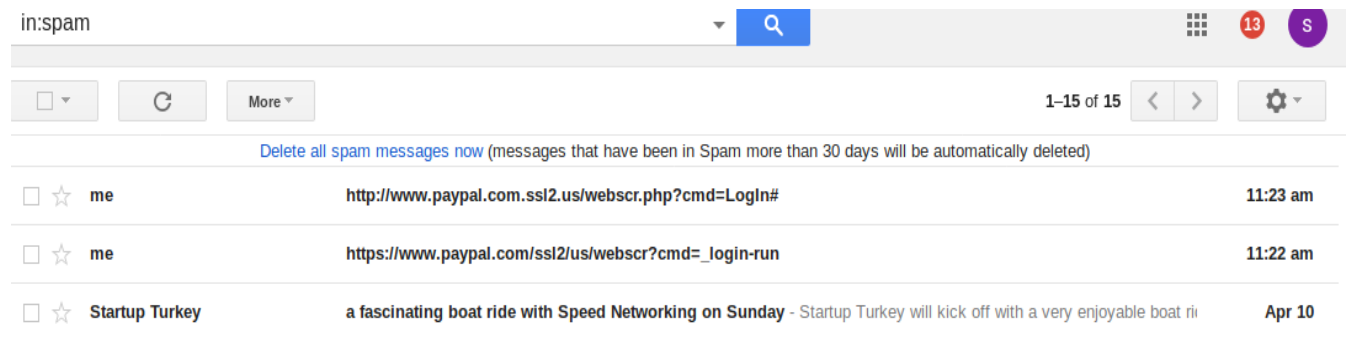 in:spam
13 S
More 1–15 of 15
Delete all spam messages now (messages that have been in Spam more than 30 days will be automatically deleted)
me http://www.paypal.com.ssl2.us/webscr.php?cmd=LogIn# 11:23 am
me https://www.paypal.com/ssl2/us/webscr?cmd=_login-run 11:22 am
Startup Turkey a fascinating boat ride with Speed Networking on Sunday - Startup Turkey will kick off with a very enjoyable boat Apr 10